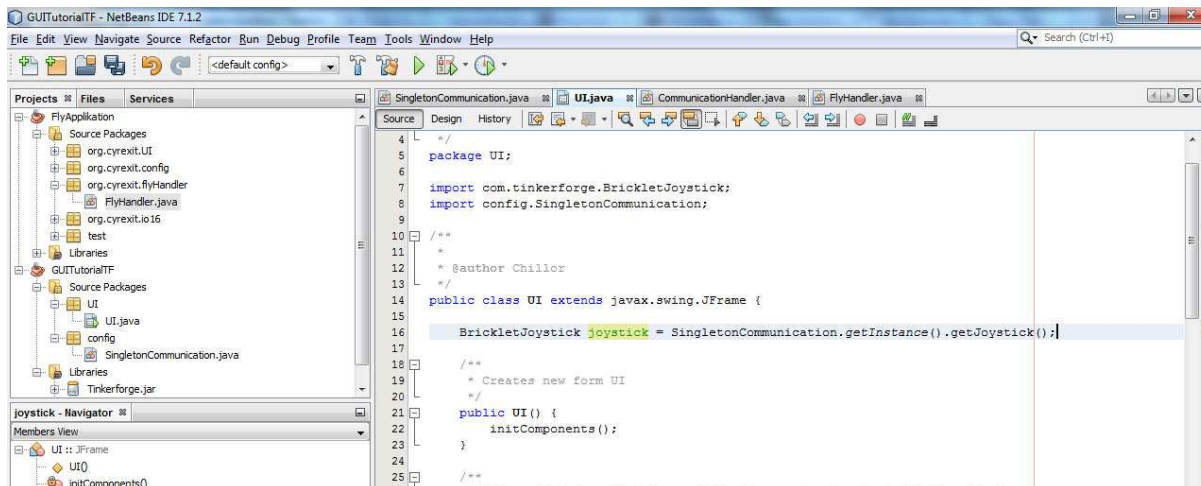 GUITutorialTF - NetBeans IDE 7.1.2
File Edit View Navigate Source Refactor Run Debug Profile Team Tools Window Help
Search (Ctrl+I)
<default config>
Projects Files Services
FlyApplikation
Source Packages
org.cyrexit.UI
org.cyrexit.config
org.cyrexit.flyHandler
FlyHandler.java
org.cyrexit.io16
test
Libraries
GUITutorialTF
Source Packages
UI
UI.java
config
SingletonCommunication.java
Libraries
Tinkerforge.jar
joystick - Navigator
Members View
UI :: JFrame
UI()
initComponents()
SingletonCommunication.java UI.java CommunicationHandler.java FlyHandler.java
Source Design History
4 */
5 package UI;
6
7 import com.tinkerforge.BrickletJoystick;
8 import config.SingletonCommunication;
9
10 /**
11 *
12 * @author Chillor
13 */
14 public class UI extends javax.swing.JFrame {
15
16 BrickletJoystick joystick = SingletonCommunication.getInstance().getJoystick();
17
18 /**
19 * Creates new form UI
20 */
21 public UI() {
22 initComponents();
23 }
24
25 /**